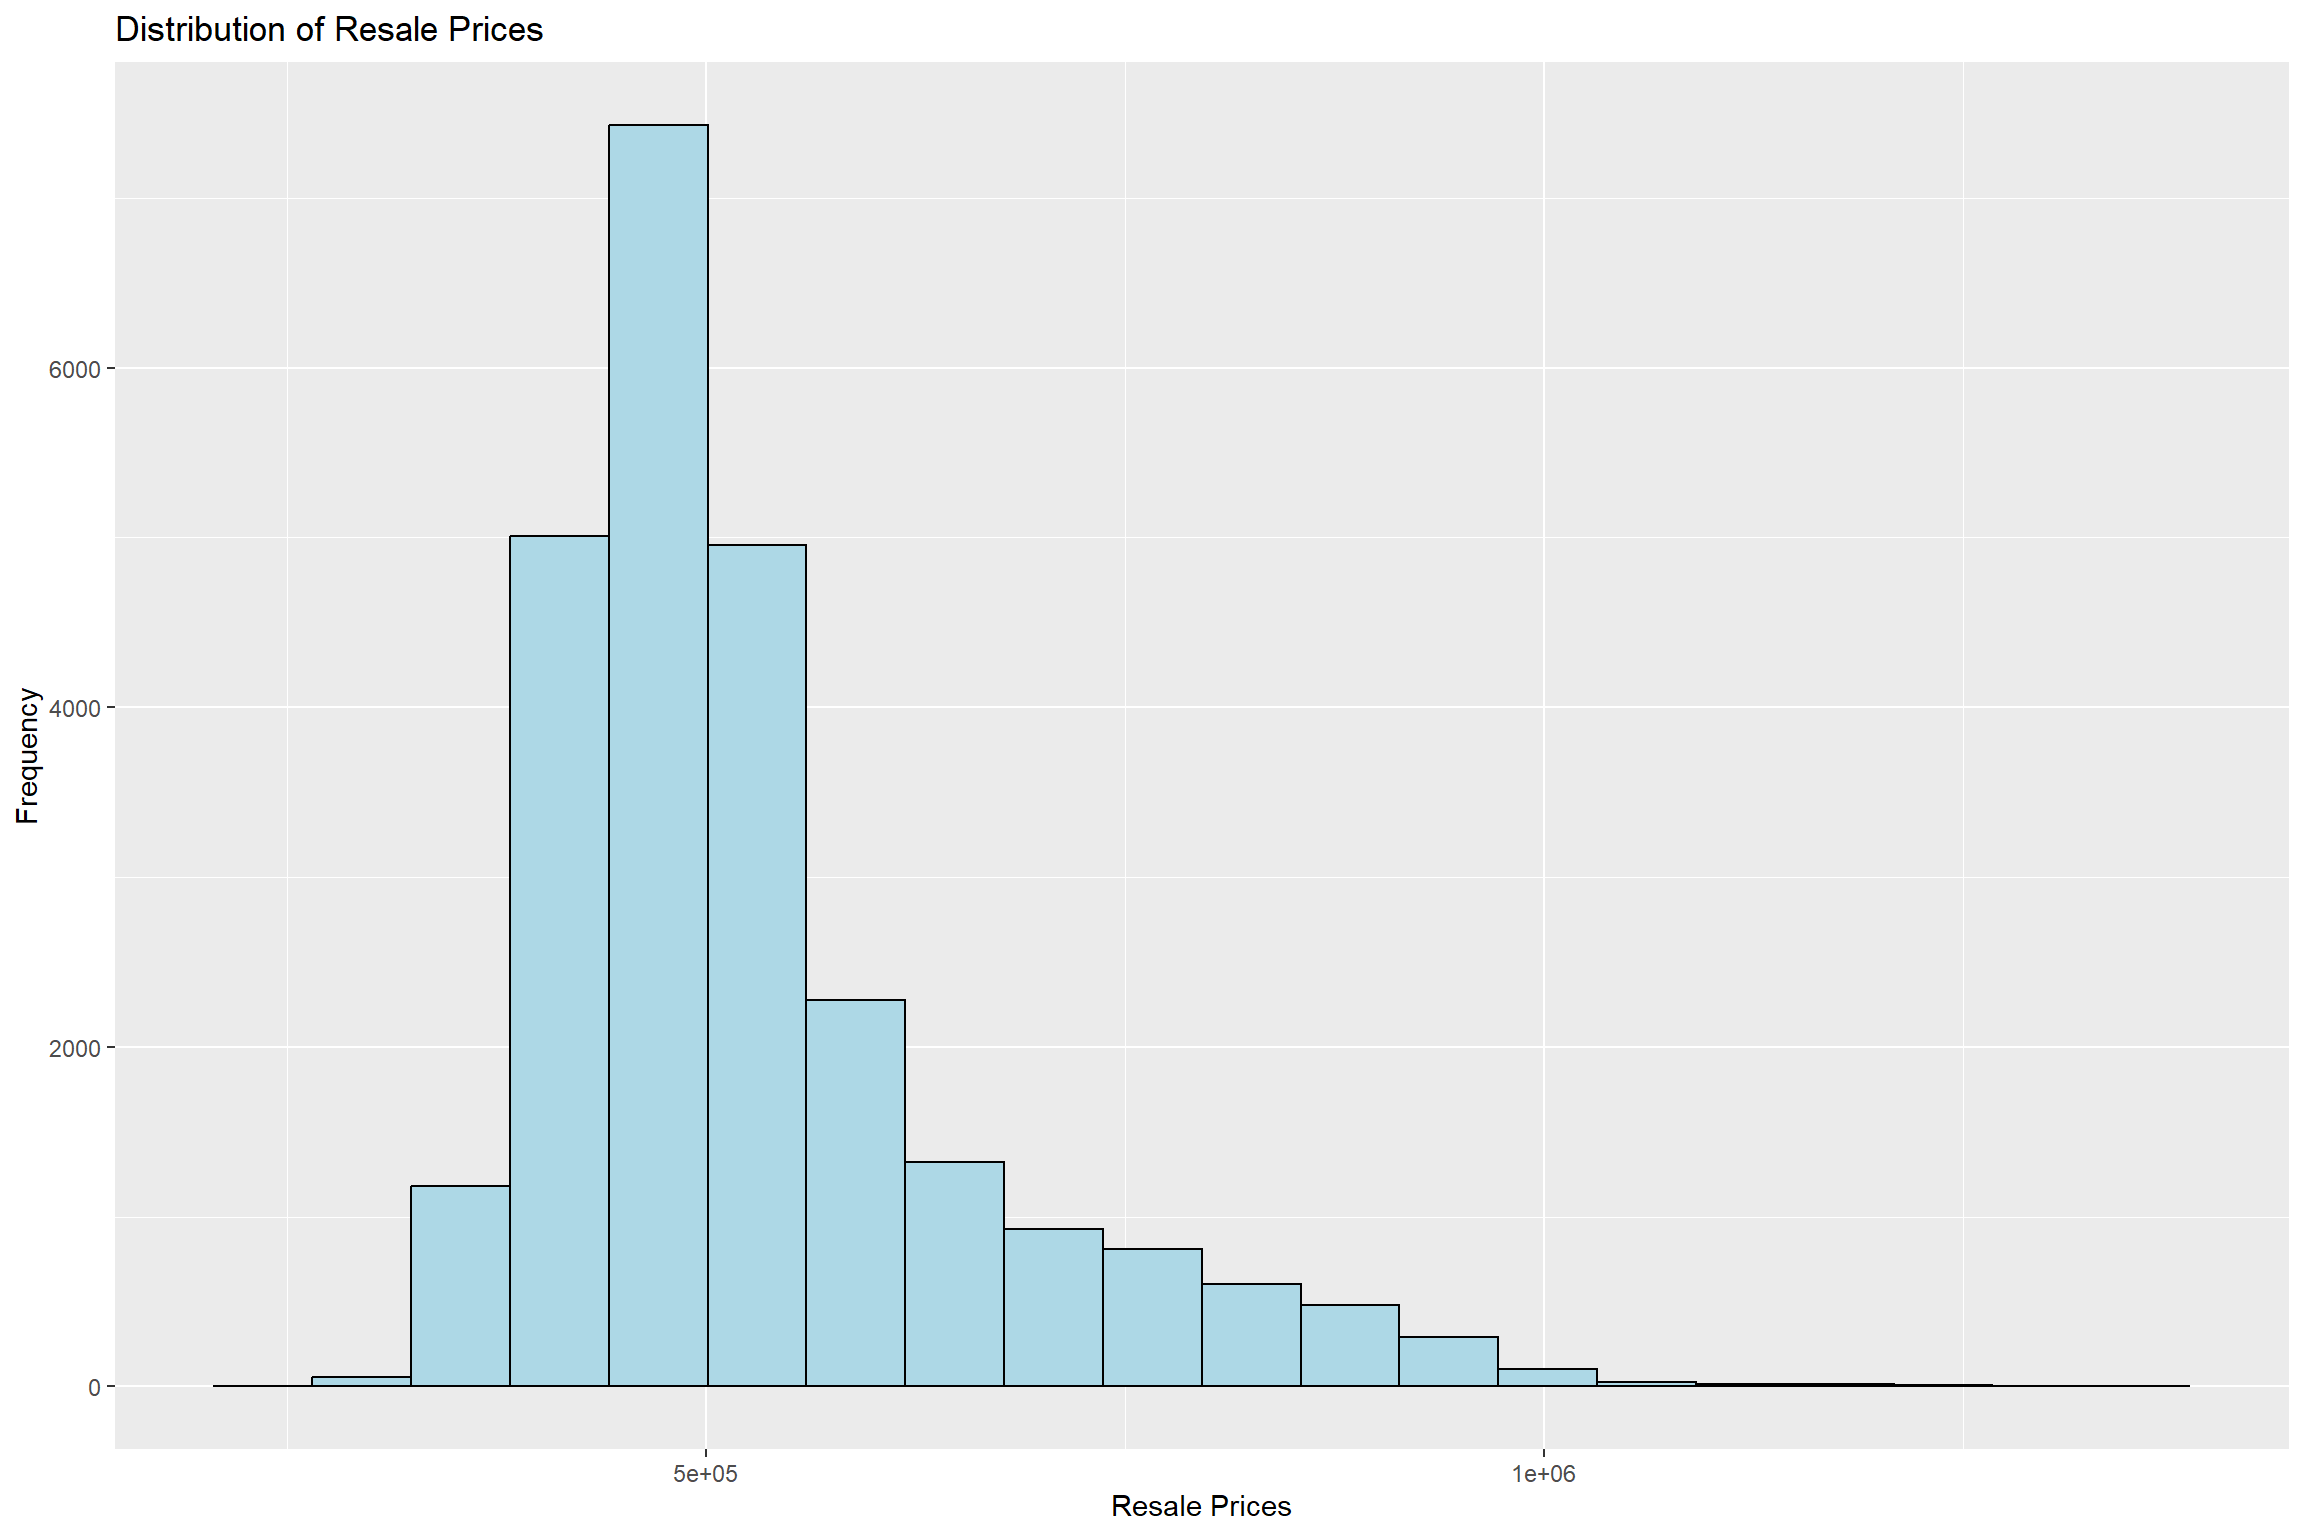 Distribution of Resale Prices
6000
4000
2000
0
Frequency
5e+05
1e+06
Resale Prices